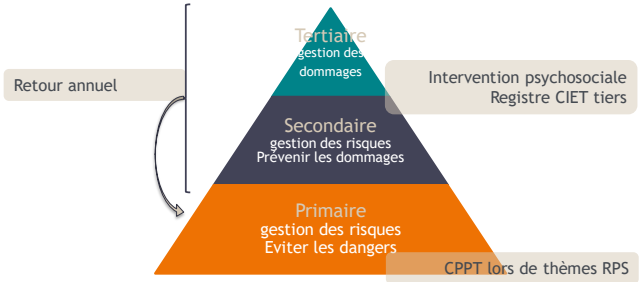 Tertiaire
gestion des
dommages
Retour annuel
Intervention psychosociale
Registre CIET tiers
Secondaire
gestion des risques
Prévenir les dommages
Primaire
gestion des risques
Eviter les dangers
CPPT lors de thèmes RPS